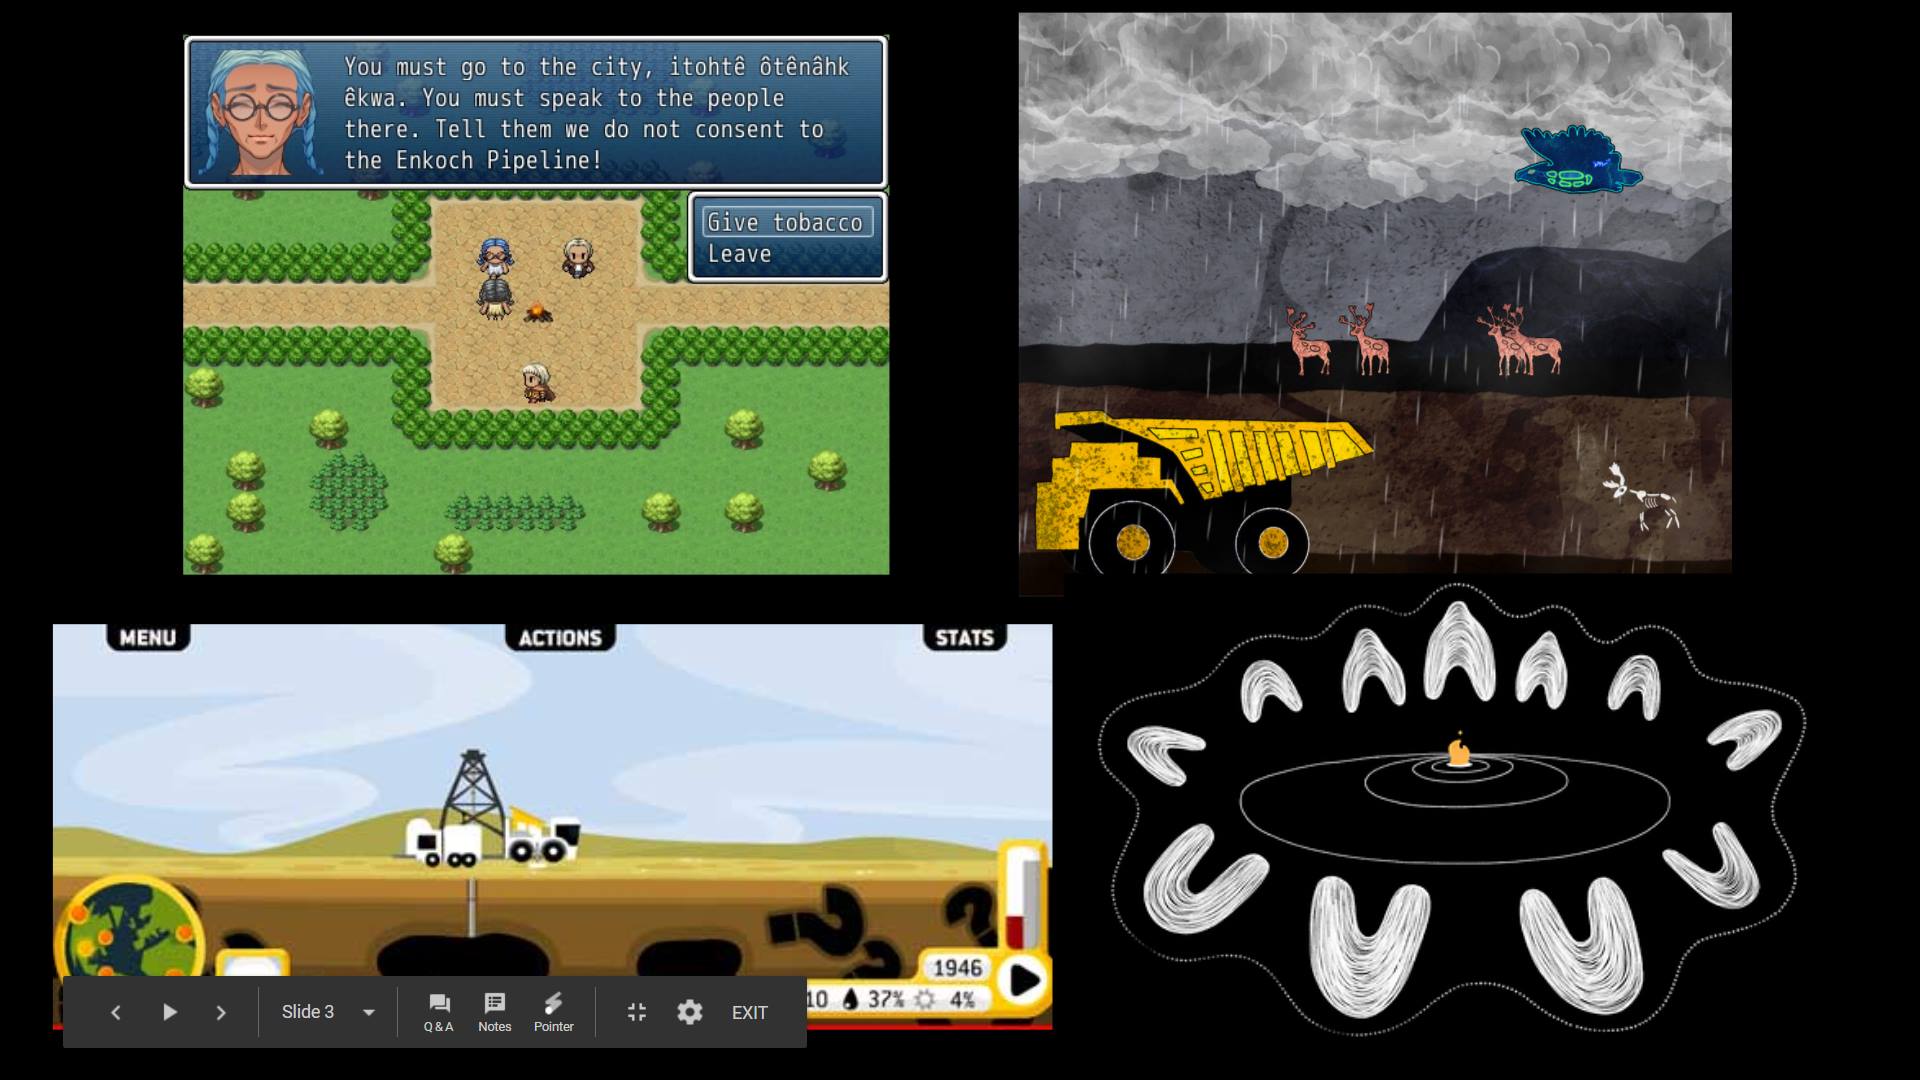 You must go to the city, itohtê ôtênâhk
êkwa. You must speak to the people
there. Tell them we do not consent to
the Enkoch Pipeline!
Give tobacco
Leave
MENU
ACTIONS
STATS
1946
10 37% 4%
Slide 3
Q & A
Notes
Pointer
EXIT